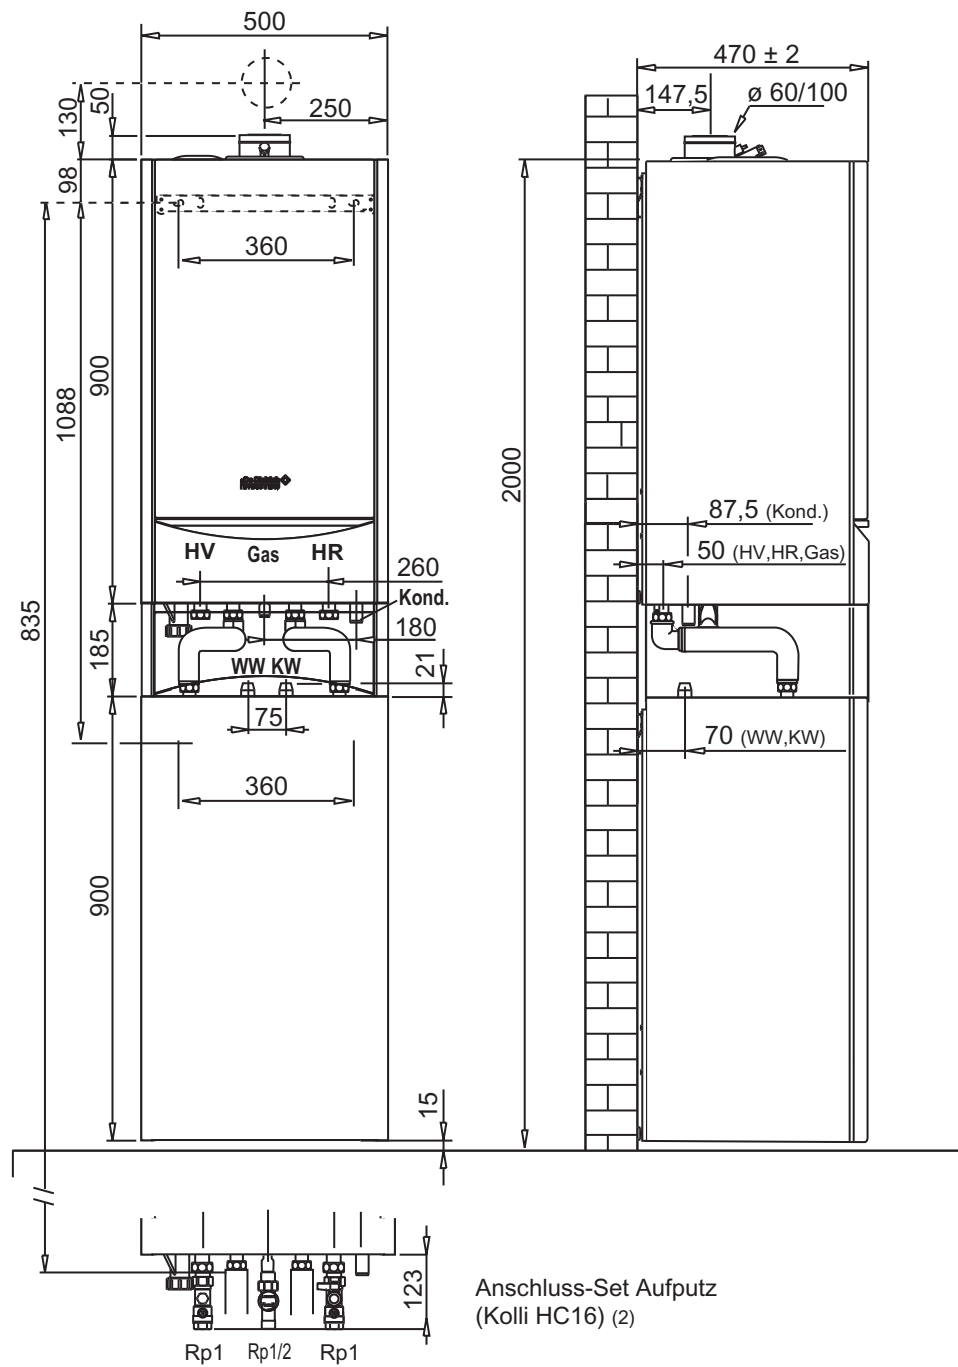 500
470 ± 2
50
130
250
147,5
ø 60/100
98
360
900
1088
2000
87,5 (Kond.)
HV
Gas
HR
50 (HV,HR,Gas)
260
Kond.
835
185
180
WW KW
21
75
70 (WW,KW)
360
900
15
123
Anschluss-Set Aufputz
(Kolli HC16) (2)
Rp1
Rp1/2
Rp1